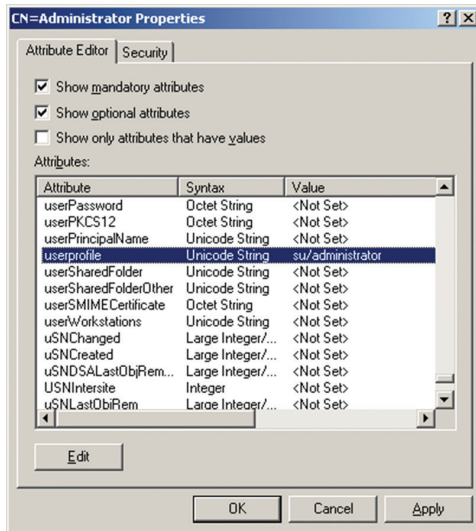 CN=Administrator Properties
Attribute Editor Security
Show mandatory attributes
Show optional attributes
Show only attributes that have values
Attributes:
Attribute Syntax Value
userPassword Octet String <Not Set>
userPKCS12 Octet String <Not Set>
userPrincipalName Unicode String <Not Set>
userprofile Unicode String su/administrator
userSharedFolder Unicode String <Not Set>
userSharedFolderOther Unicode String <Not Set>
userSMIMECertificate Octet String <Not Set>
userWorkstations Unicode String <Not Set>
uSNChanged Large Integer/... <Not Set>
uSNCreated Large Integer/... <Not Set>
uSNDSALastObjRem... Large Integer/... <Not Set>
USNIntersite Integer <Not Set>
uSNLastObjRem Large Integer/... <Not Set>
Edit
OK Cancel Apply